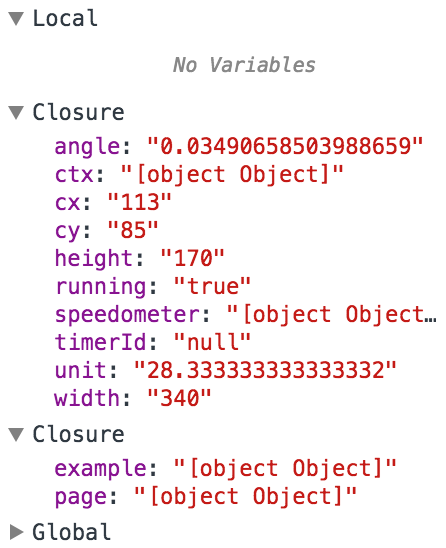 Local
No Variables
Closure
angle: "0.03490658503988659"
ctx: "[object Object]"
cx: "113"
cy: "85"
height: "170"
running: "true"
speedometer: "[object Object…
timerId: "null"
unit: "28.333333333333332"
width: "340"
Closure
example: "[object Object]"
page: "[object Object]"
Global